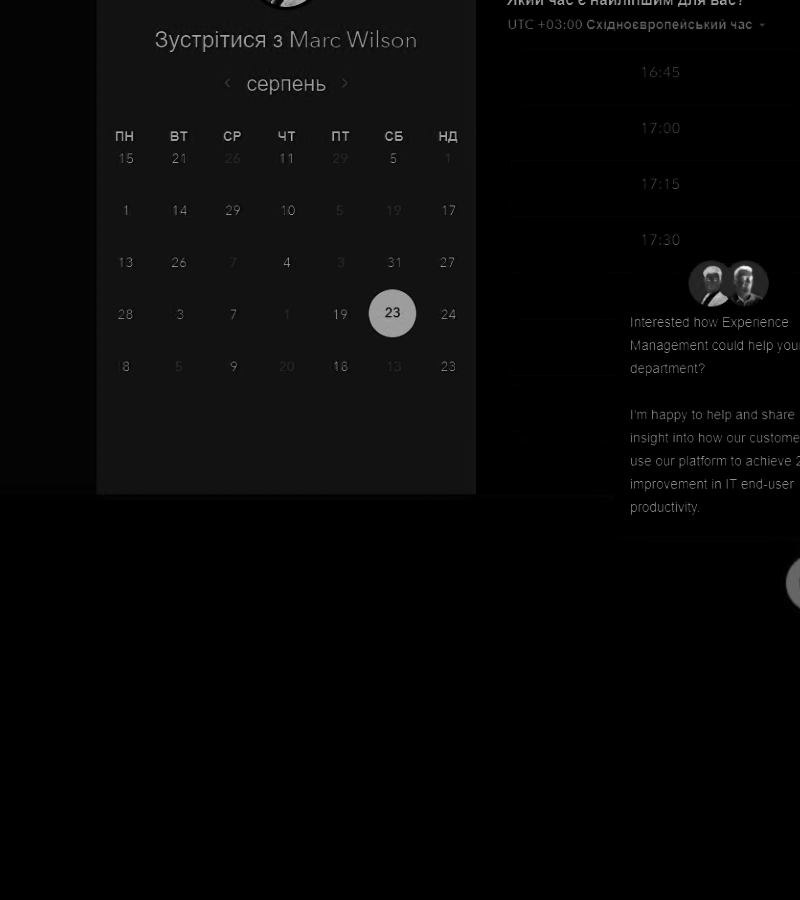 Зустрітися з Marc Wilson
серпень
ПН ВТ СР ЧТ ПТ СБ НД
15 21 26 11 29 5 1
1 14 29 10 5 19 17
13 26 7 4 3 31 27
28 3 7 1 19 23 24
8 5 9 20 18 13 23
Який час є найліпшим для вас?
UTC +03:00 Східноєвропейський час
16:45
17:00
17:15
17:30
Interested how Experience
Management could help your
department?
I'm happy to help and share
insight into how our custome
use our platform to achieve 2
improvement in IT end-user
productivity.